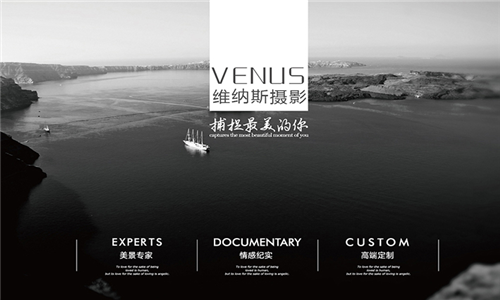 VENUS
维纳斯摄影
捕捉最美的你
captures the most beautiful moment of you
EXPERTS
美景专家
To love for the sake of being
loved is human,
but to love for the sake of loving is angelic.
DOCUMENTARY
情感纪实
To love for the sake of being
loved is human,
but to love for the sake of loving is angelic.
CUSTOM
高端定制
To love for the sake of being
loved is human,
but to love for the sake of loving is angelic.